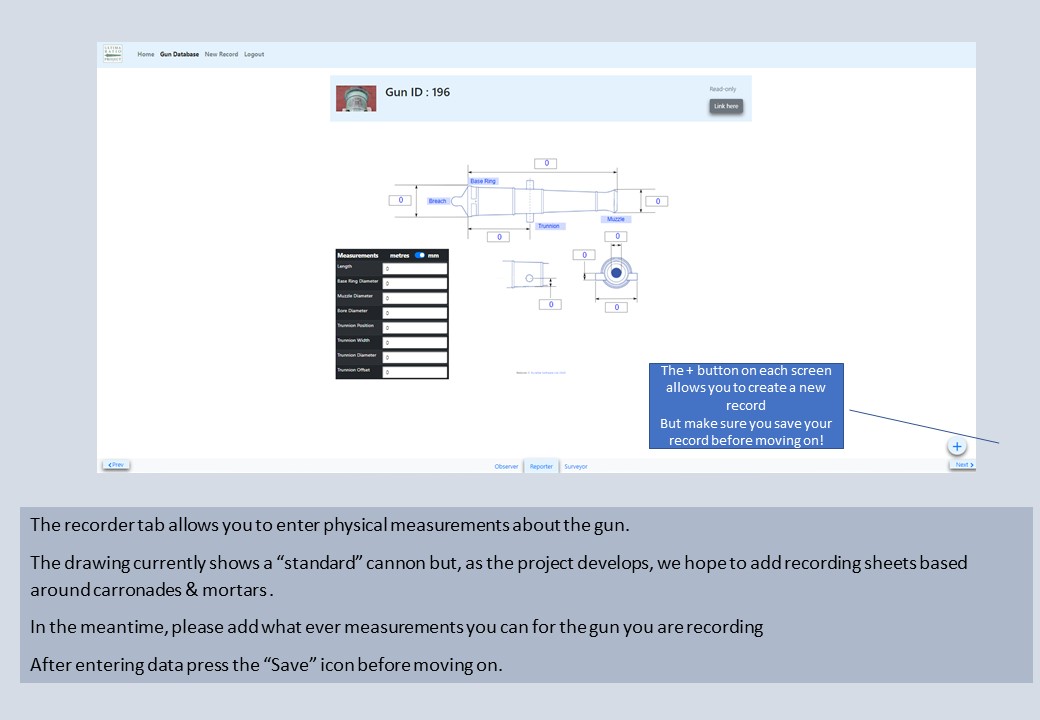 ULTIMA
RATIO
PROJECT
Home Gun Database New Record Logout
Gun ID : 196
Read-only
Link here
0
Base Ring
0
Breach
0
Muzzle
Trunnion
0
0
0
0
0
Measurements metres mm
Length 0
Base Ring Diameter 0
Muzzle Diameter 0
Bore Diameter 0
Trunnion Position 0
Trunnion Width 0
Trunnion Diameter 0
Trunnion Offset 0
The + button on each screen
allows you to create a new
record
But make sure you save your
record before moving on!
+
Prev
Observer Reporter Surveyor
Next
The recorder tab allows you to enter physical measurements about the gun.
The drawing currently shows a “standard” cannon but, as the project develops, we hope to add recording sheets based
around carronades & mortars .
In the meantime, please add what ever measurements you can for the gun you are recording
After entering data press the “Save” icon before moving on.